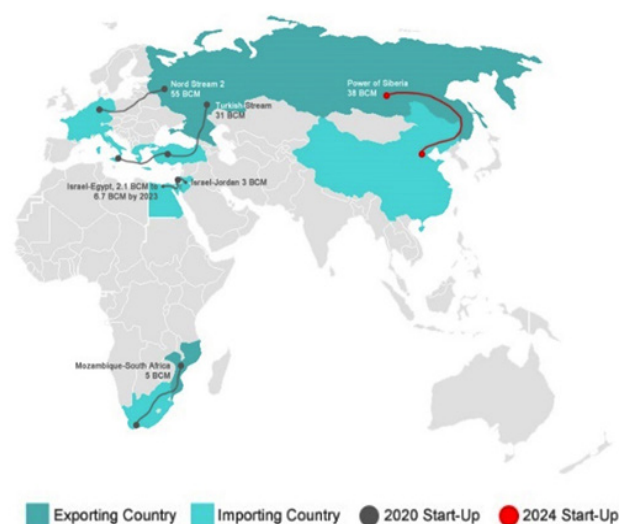 Nord Stream 2
55 BCM
Power of Siberia
38 BCM
Turkish-Stream
31 BCM
Israel-Egypt, 2.1 BCM to
6.7 BCM by 2023
Israel-Jordan 3 BCM
Mozambique-South Africa
5 BCM
Exporting Country
Importing Country
2020 Start-Up
2024 Start-Up